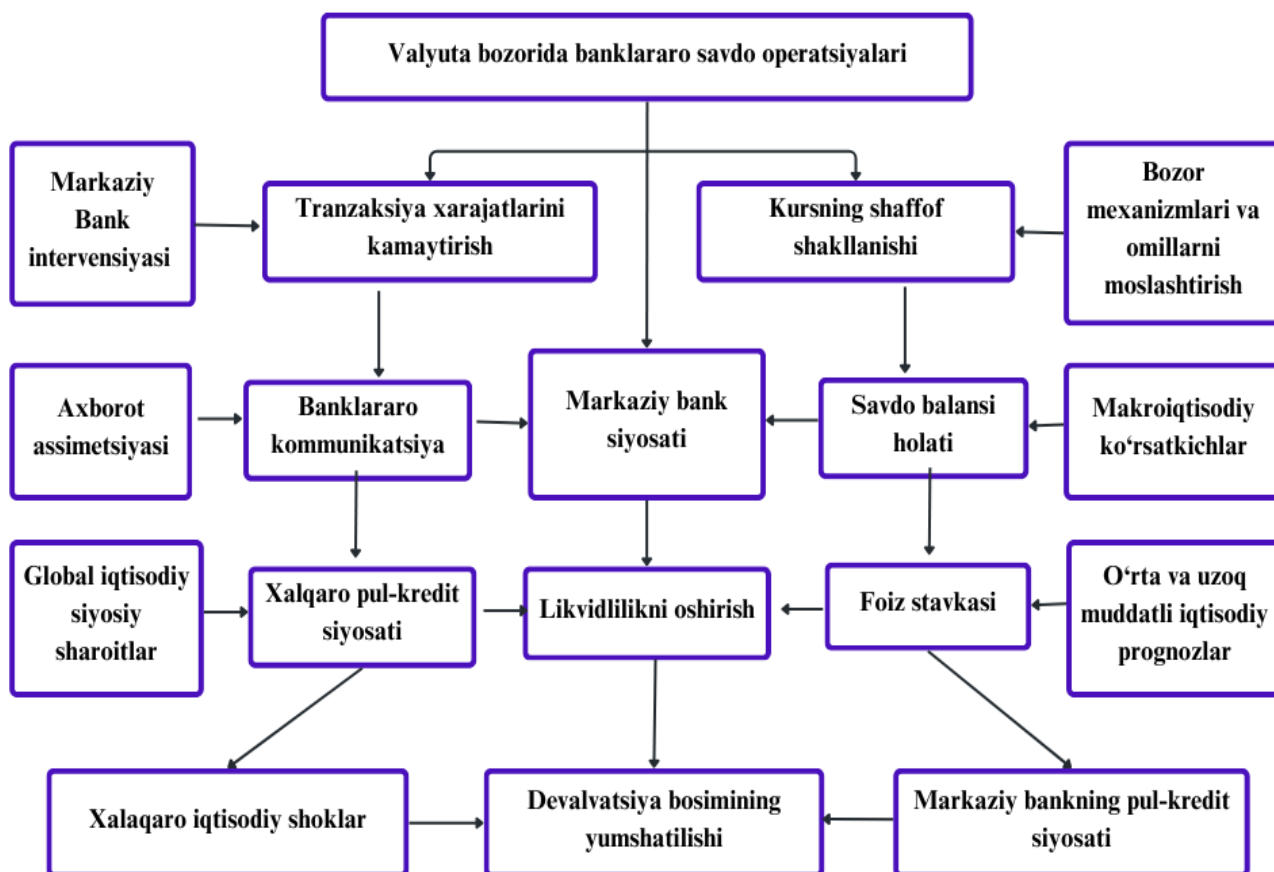 Valyuta bozorida banklararo savdo operatsiyalari
Markaziy
Bank
intervensiyasi
Tranzaksiya xarajatlarini
kamaytirish
Kursning shaffof
shakllanishi
Bozor
mexanizmlari va
omillarni
moslashtirish
Axborot
assimetsiyasi
Banklararo
kommunikatsiya
Markaziy bank
siyosati
Savdo balansi
holati
Makroiqtisodiy
ko‘rsatkichlar
Global iqtisodiy
siyosiy
sharoitlar
Xalqaro pul-kredit
siyosati
Likvidlilikni oshirish
Foiz stavkasi
O‘rta va uzoq
muddatli iqtisodiy
prognozlar
Xalaqaro iqtisodiy shoklar
Devalvatsiya bosimining
yumshatilishi
Markaziy bankning pul-kredit
siyosati